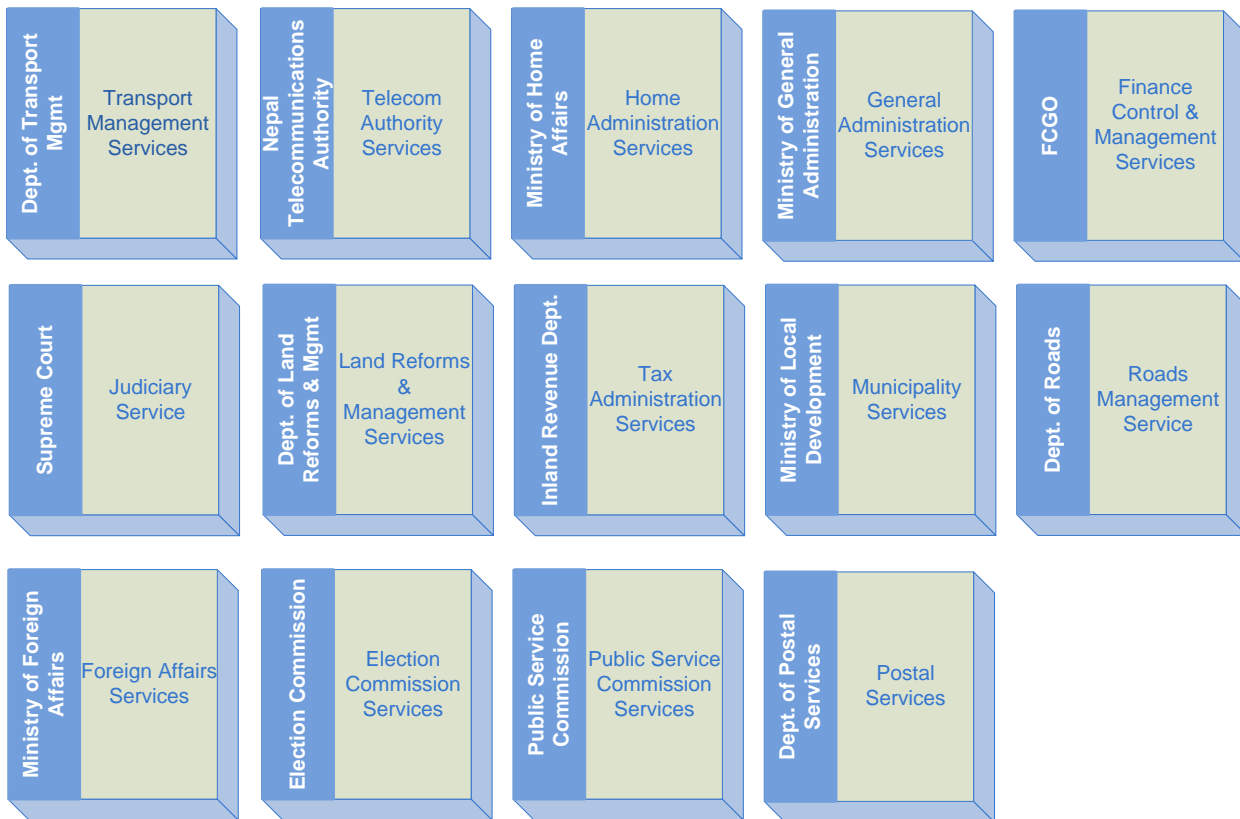 Dept. of Transport
Mgmt
Transport
Management
Services
Nepal
Telecommunications
Authority
Telecom
Authority
Services
Ministry of Home
Affairs
Home
Administration
Services
Ministry of General
Administration
General
Administration
Services
FCGO
Finance
Control &
Management
Services
Supreme Court
Judiciary
Service
Dept. of Land
Reforms & Mgmt
Land Reforms
&
Management
Services
Inland Revenue Dept.
Tax
Administration
Services
Ministry of Local
Development
Municipality
Services
Dept. of Roads
Roads
Management
Service
Ministry of Foreign
Affairs
Foreign Affairs
Services
Election Commission
Election
Commission
Services
Public Service
Commission
Public Service
Commission
Services
Dept. of Postal
Services
Postal
Services